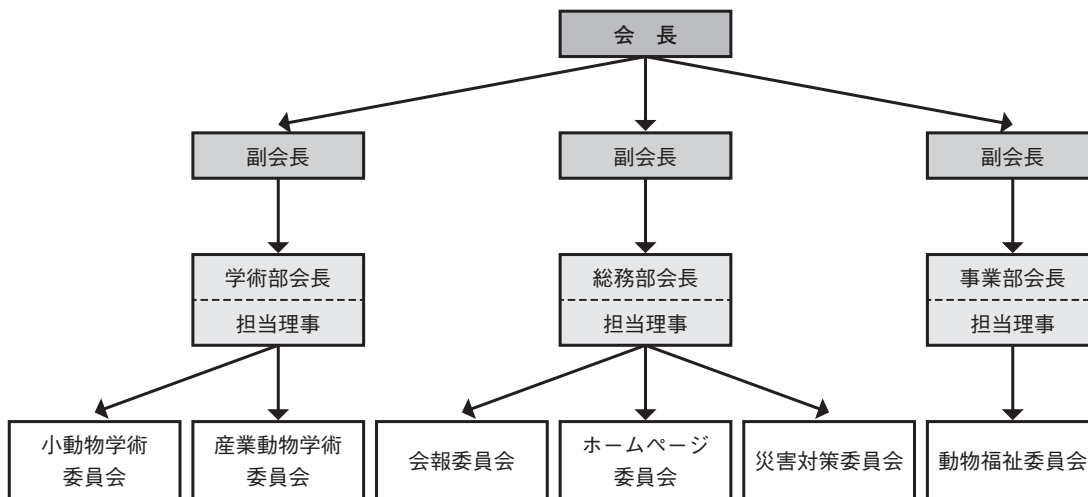 会　長
副会長
副会長
副会長
学術部会長
担当理事
総務部会長
担当理事
事業部会長
担当理事
小動物学術
委員会
産業動物学術
委員会
会報委員会
ホームページ
委員会
災害対策委員会
動物福祉委員会